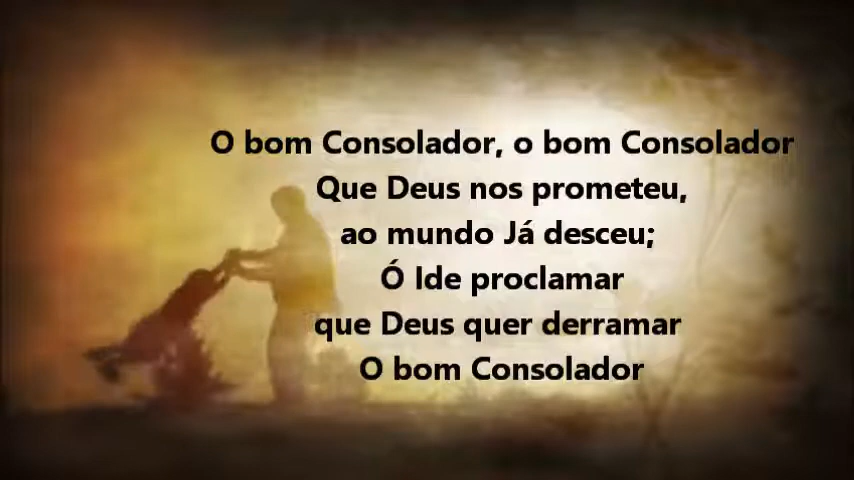 O bom Consolador, o bom Consolador
Que Deus nos prometeu,
ao mundo Já desceu;
Ó Ide proclamar
que Deus quer derramar
O bom Consolador